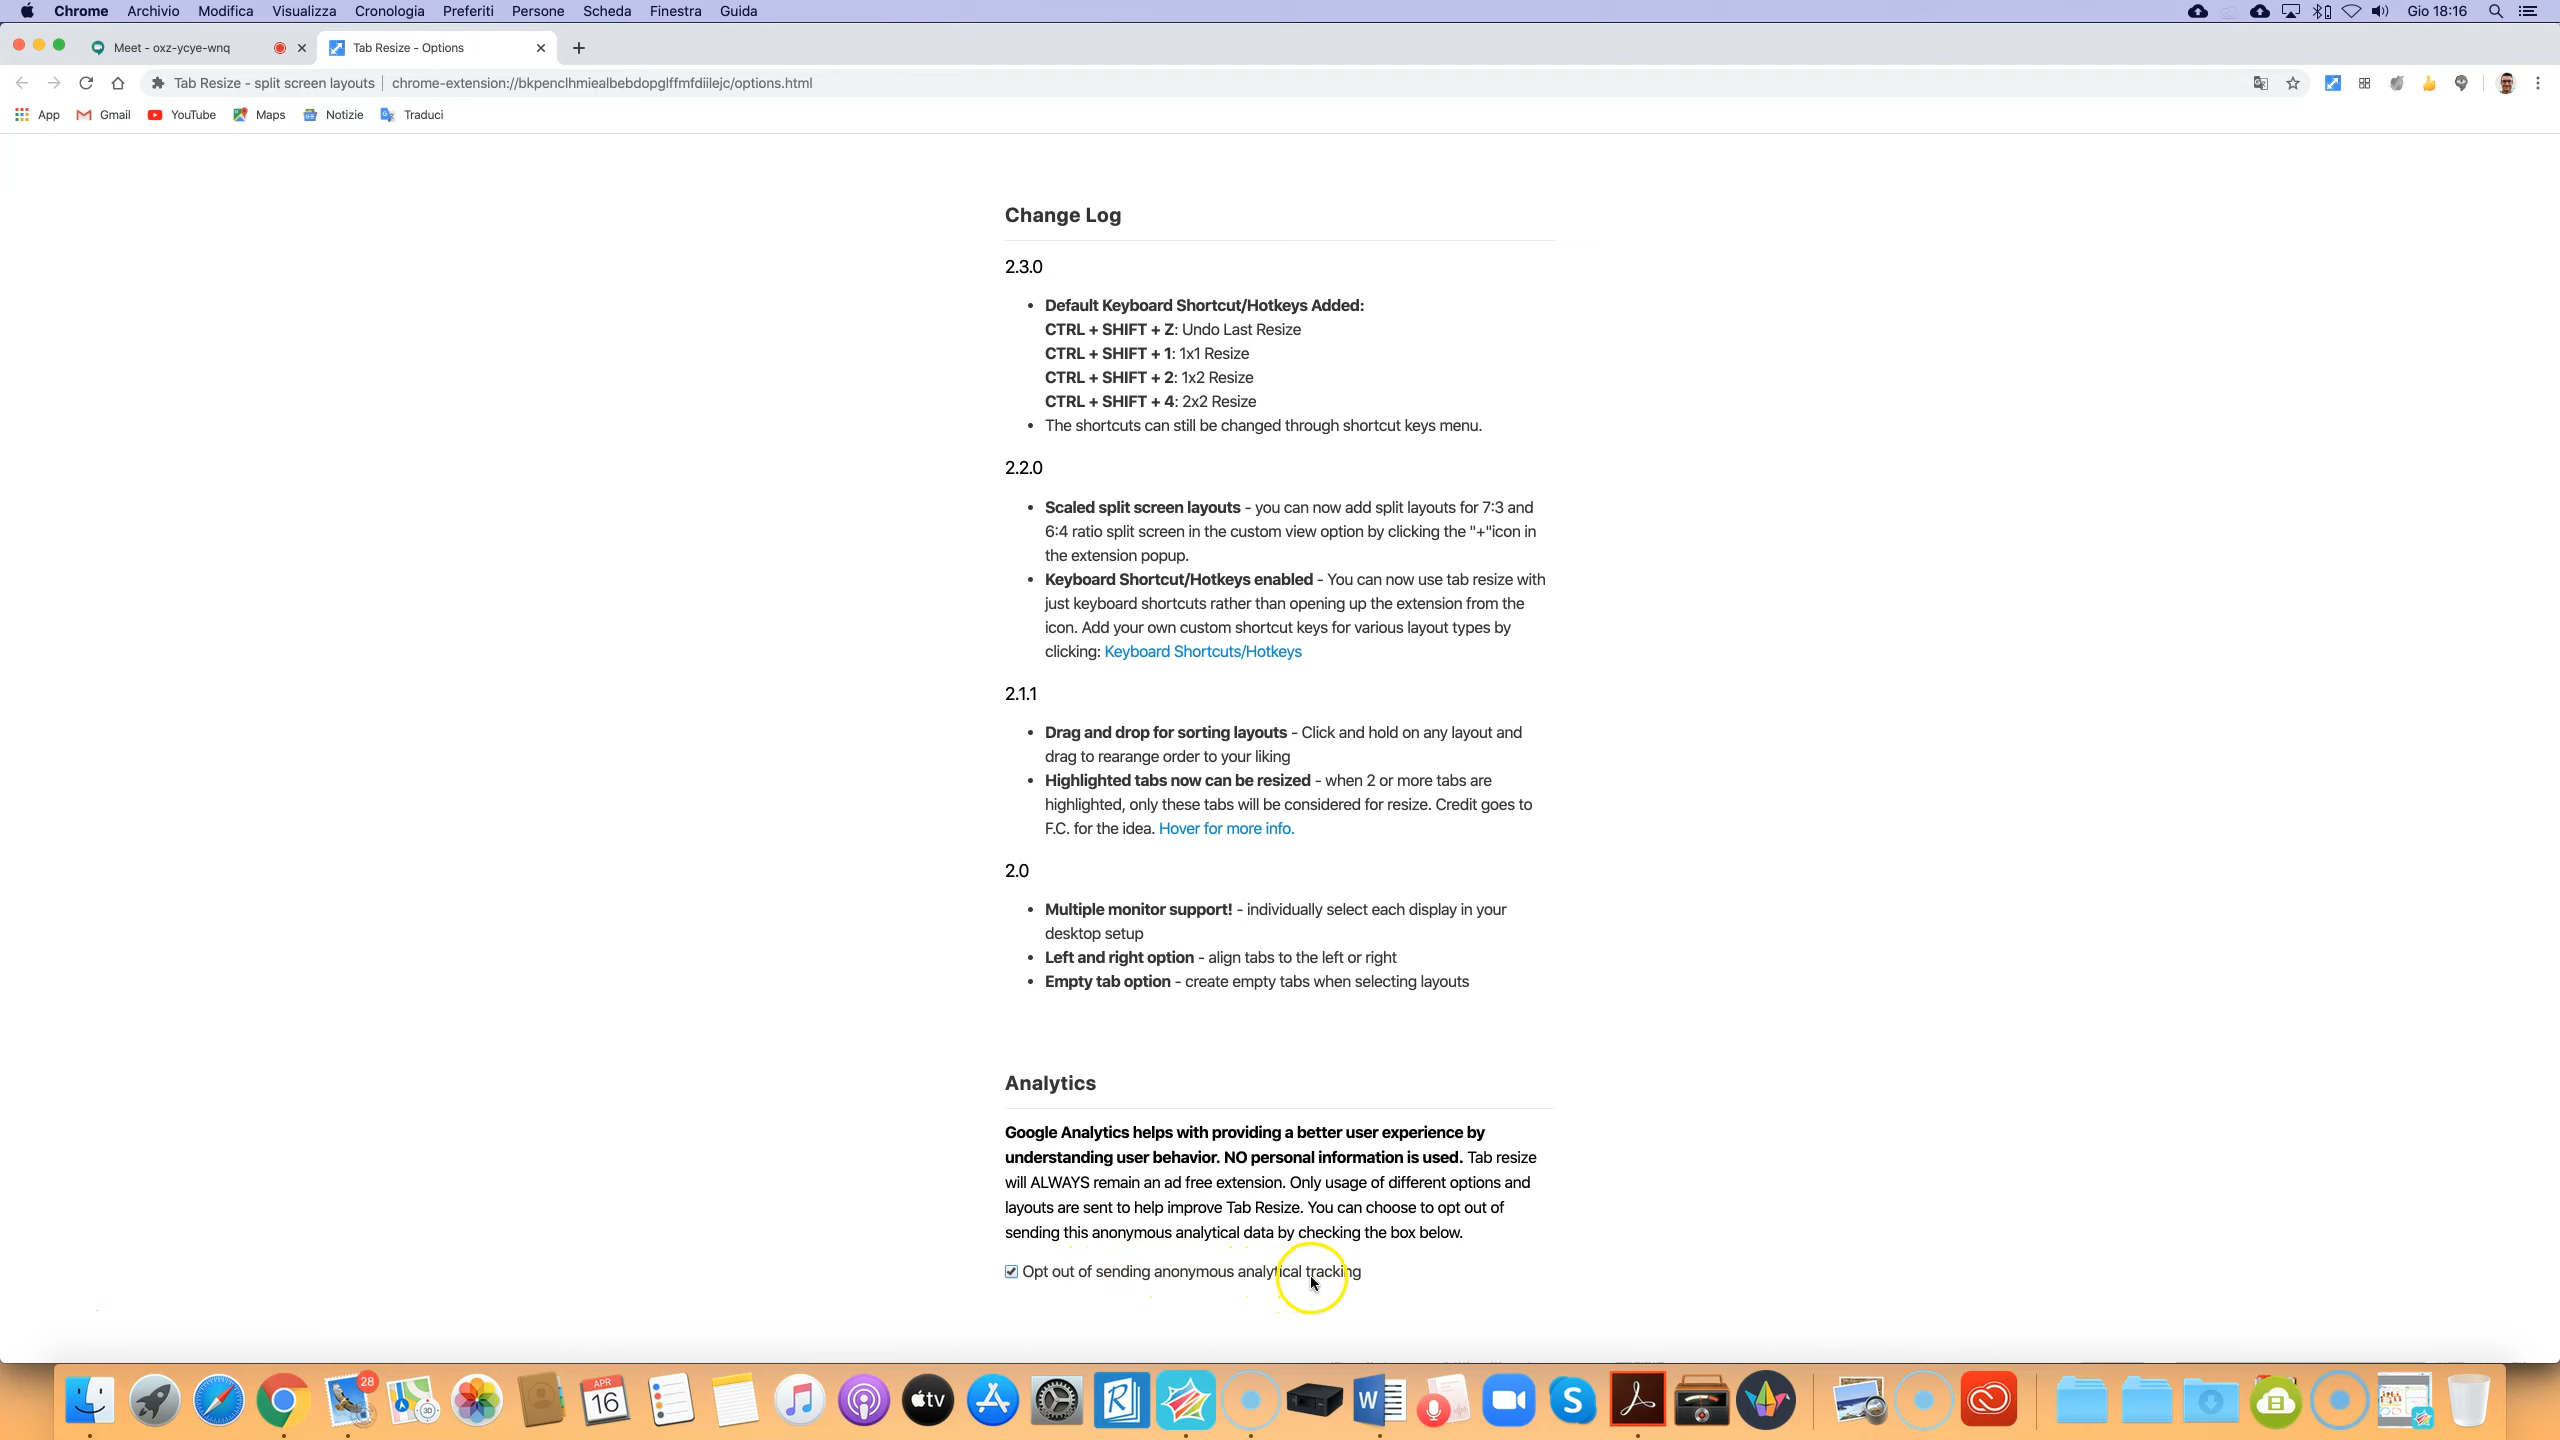 Chrome Archivio Modifica Visualizza Cronologia Preferiti Persone Scheda Finestra Guida Gio 18:16
Meet - oxz-ycye-wnq Tab Resize - Options
Tab Resize - split screen layouts chrome-extension://bkpenclhmiealbebdopglffmfdiilejc/options.html
App Gmail YouTube Maps Notizie Traduci
Change Log
2.3.0
• Default Keyboard Shortcut/Hotkeys Added:
CTRL + SHIFT + Z: Undo Last Resize
CTRL + SHIFT + 1: 1x1 Resize
CTRL + SHIFT + 2: 1x2 Resize
CTRL + SHIFT + 4: 2x2 Resize
• The shortcuts can still be changed through shortcut keys menu.
2.2.0
• Scaled split screen layouts - you can now add split layouts for 7:3 and
6:4 ratio split screen in the custom view option by clicking the "+"icon in
the extension popup.
• Keyboard Shortcut/Hotkeys enabled - You can now use tab resize with
just keyboard shortcuts rather than opening up the extension from the
icon. Add your own custom shortcut keys for various layout types by
clicking: Keyboard Shortcuts/Hotkeys
2.1.1
• Drag and drop for sorting layouts - Click and hold on any layout and
drag to rearrange order to your liking
• Highlighted tabs now can be resized - when 2 or more tabs are
highlighted, only these tabs will be considered for resize. Credit goes to
F.C. for the idea. Hover for more info.
2.0
• Multiple monitor support! - individually select each display in your
desktop setup
• Left and right option - align tabs to the left or right
• Empty tab option - create empty tabs when selecting layouts
Analytics
Google Analytics helps with providing a better user experience by
understanding user behavior. NO personal information is used. Tab resize
will ALWAYS remain an ad free extension. Only usage of different options and
layouts are sent to help improve Tab Resize. You can choose to opt out of
sending this anonymous analytical data by checking the box below.
Opt out of sending anonymous analytical tracking
28
3D
APR
16
tv